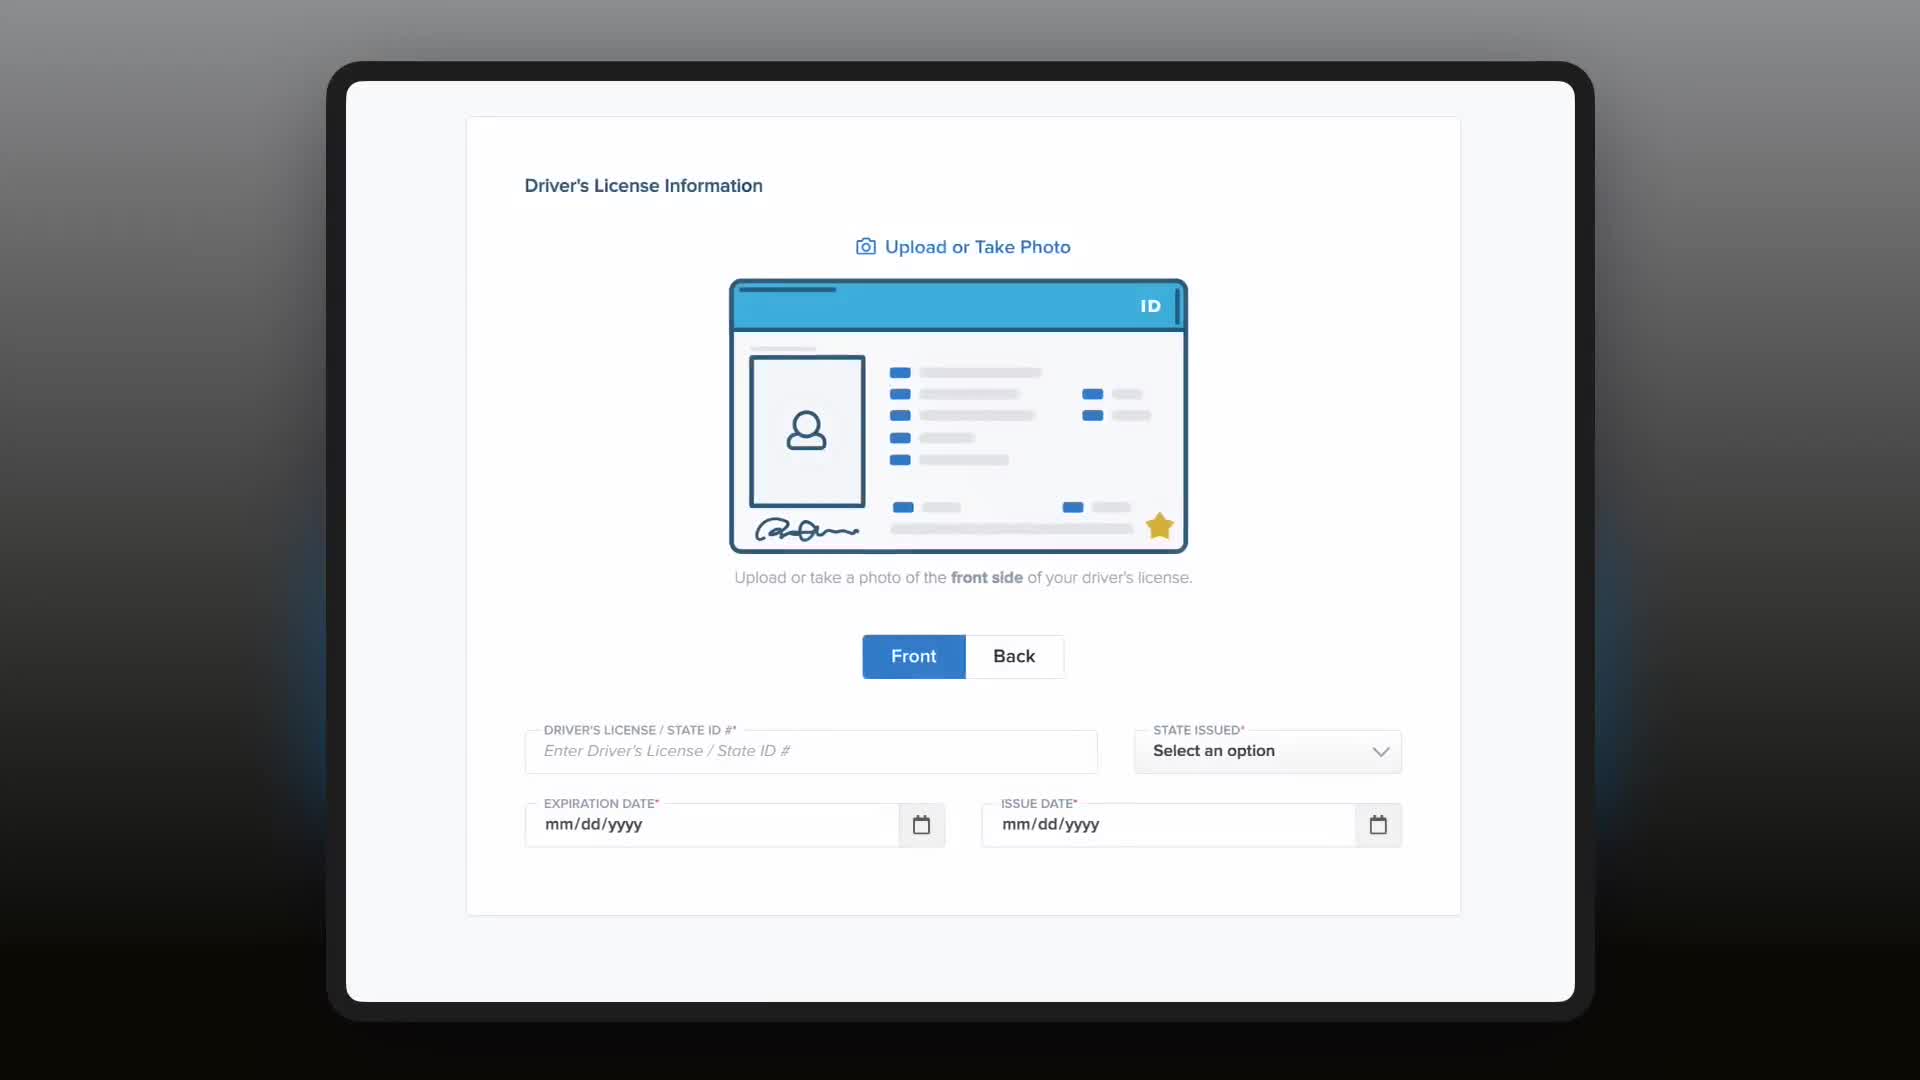 Driver's License Information
Upload or Take Photo
ID
Upload or take a photo of the front side of your driver's license.
Front Back
DRIVER'S LICENSE / STATE ID #*
Enter Driver's License / State ID #
STATE ISSUED*
Select an option
EXPIRATION DATE*
mm/dd/yyyy
ISSUE DATE*
mm/dd/yyyy